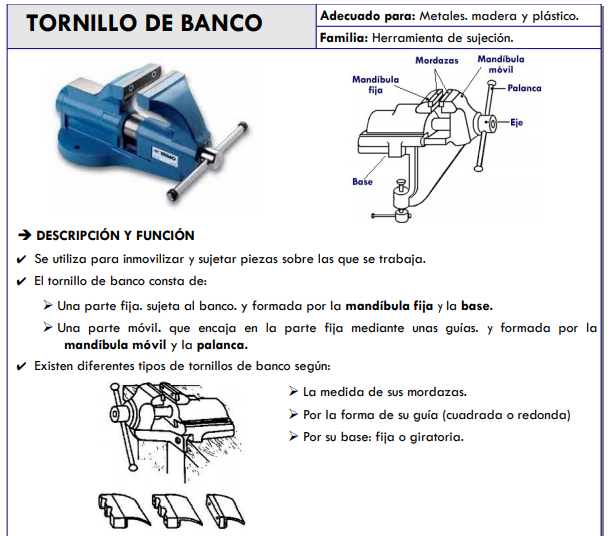 TORNILLO DE BANCO
Adecuado para: Metales. madera y plástico.
Familia: Herramienta de sujeción.
Mordazas
Mandíbula
móvil
Mandíbula
fija
Palanca
Eje
Base
➔ DESCRIPCIÓN Y FUNCIÓN
✔ Se utiliza para inmovilizar y sujetar piezas sobre las que se trabaja.
✔ El tornillo de banco consta de:
➢ Una parte fija. sujeta al banco. y formada por la mandíbula fija y la base.
➢ Una parte móvil. que encaja en la parte fija mediante unas guías. y formada por la
mandíbula móvil y la palanca.
✔ Existen diferentes tipos de tornillos de banco según:
➢ La medida de sus mordazas.
➢ Por la forma de su guía (cuadrada o redonda)
➢ Por su base: fija o giratoria.